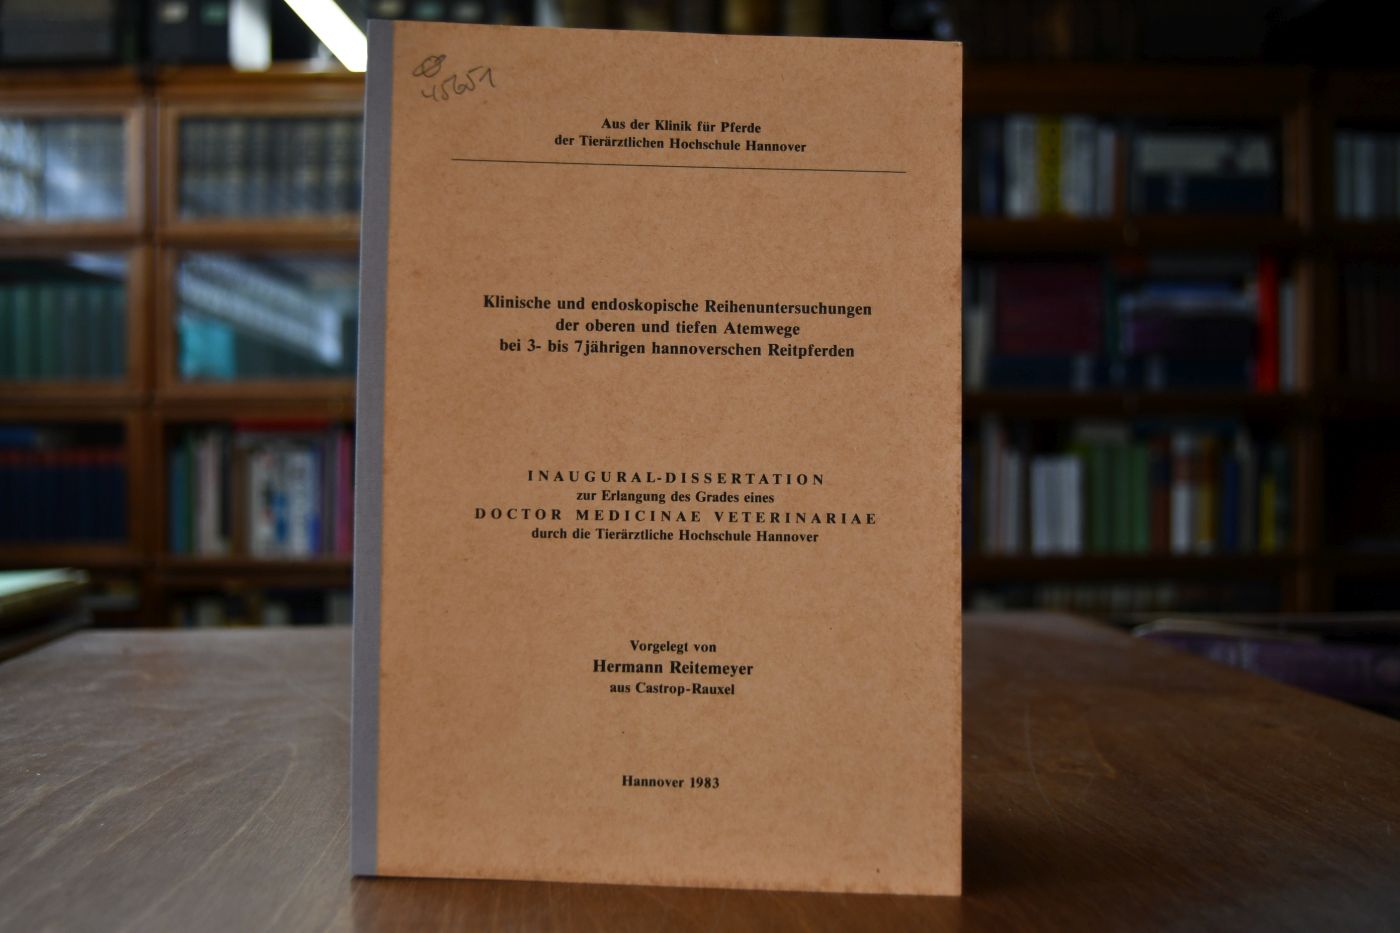 45651
Aus der Klinik für Pferde
der Tierärztlichen Hochschule Hannover
Klinische und endoskopische Reihenuntersuchungen
der oberen und tiefen Atemwege
bei 3- bis 7jährigen hannoverschen Reitpferden
INAUGURAL-DISSERTATION
zur Erlangung des Grades eines
DOCTOR MEDICINAE VETERINARIAE
durch die Tierärztliche Hochschule Hannover
Vorgelegt von
Hermann Reitemeyer
aus Castrop-Rauxel
Hannover 1983